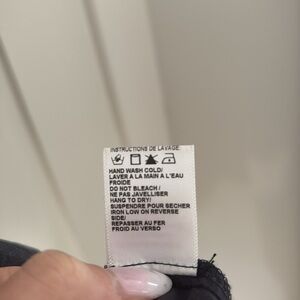 INSTRUCTIONS DE LAVAGE
HAND WASH COLD/
LAVER A LA MAIN A L'EAU
FROIDE
DO NOT BLEACH/
NE PAS JAVELLISER
HANG TO DRY/
SUSPENDRE POUR SECHER
IRON LOW ON REVERSE
SIDE/
REPASSER AU FER
FROID AU VERSO